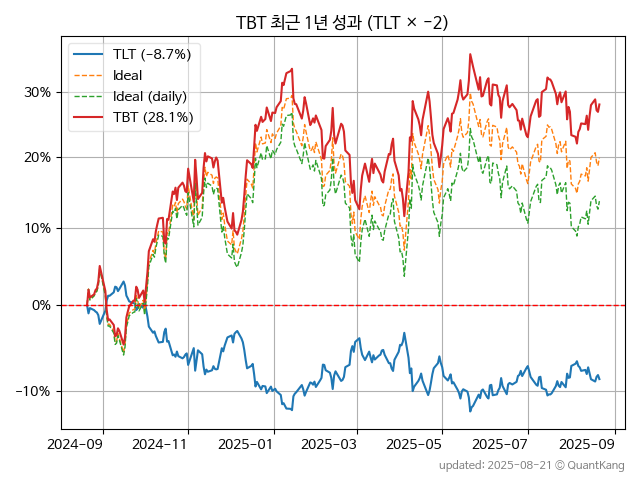 TBT 최근 1년 성과 (TLT × -2)
TLT (-8.7%)
Ideal
Ideal (daily)
TBT (28.1%)
30%
20%
10%
0%
-10%
2024-09 2024-11 2025-01 2025-03 2025-05 2025-07 2025-09
updated: 2025-08-21 © QuantKang